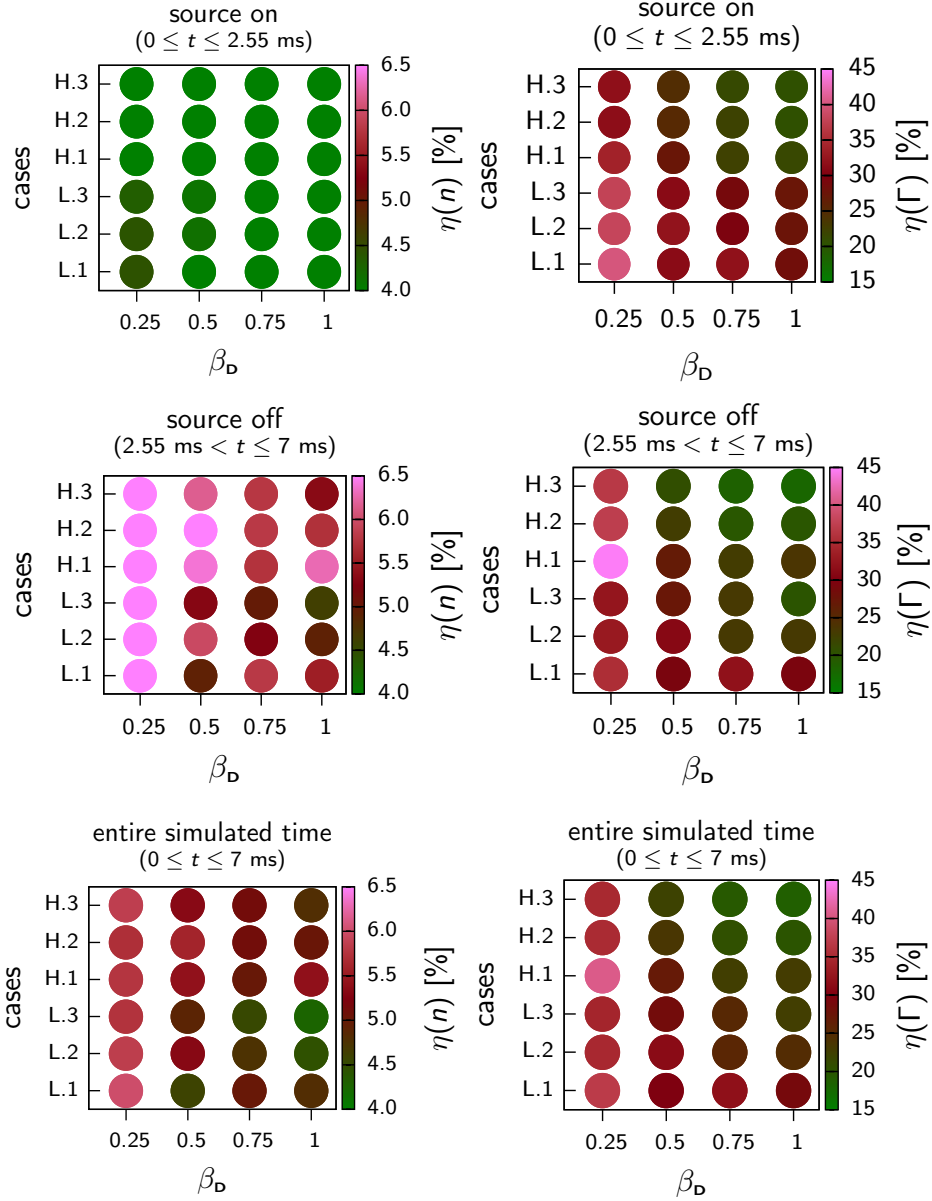 source on
(0 ≤ t ≤ 2.55 ms)
H.3
H.2
H.1
L.3
L.2
L.1
cases
0.25 0.5 0.75 1
β_D
6.5
6.0
5.5
5.0
4.5
4.0
η(n) [%]
source on
(0 ≤ t ≤ 2.55 ms)
H.3
H.2
H.1
L.3
L.2
L.1
cases
0.25 0.5 0.75 1
β_D
45
40
35
30
25
20
15
η(Γ) [%]
source off
(2.55 ms < t ≤ 7 ms)
H.3
H.2
H.1
L.3
L.2
L.1
cases
0.25 0.5 0.75 1
β_D
6.5
6.0
5.5
5.0
4.5
4.0
η(n) [%]
source off
(2.55 ms < t ≤ 7 ms)
H.3
H.2
H.1
L.3
L.2
L.1
cases
0.25 0.5 0.75 1
β_D
45
40
35
30
25
20
15
η(Γ) [%]
entire simulated time
(0 ≤ t ≤ 7 ms)
H.3
H.2
H.1
L.3
L.2
L.1
cases
0.25 0.5 0.75 1
β_D
6.5
6.0
5.5
5.0
4.5
4.0
η(n) [%]
entire simulated time
(0 ≤ t ≤ 7 ms)
H.3
H.2
H.1
L.3
L.2
L.1
cases
0.25 0.5 0.75 1
β_D
45
40
35
30
25
20
15
η(Γ) [%]